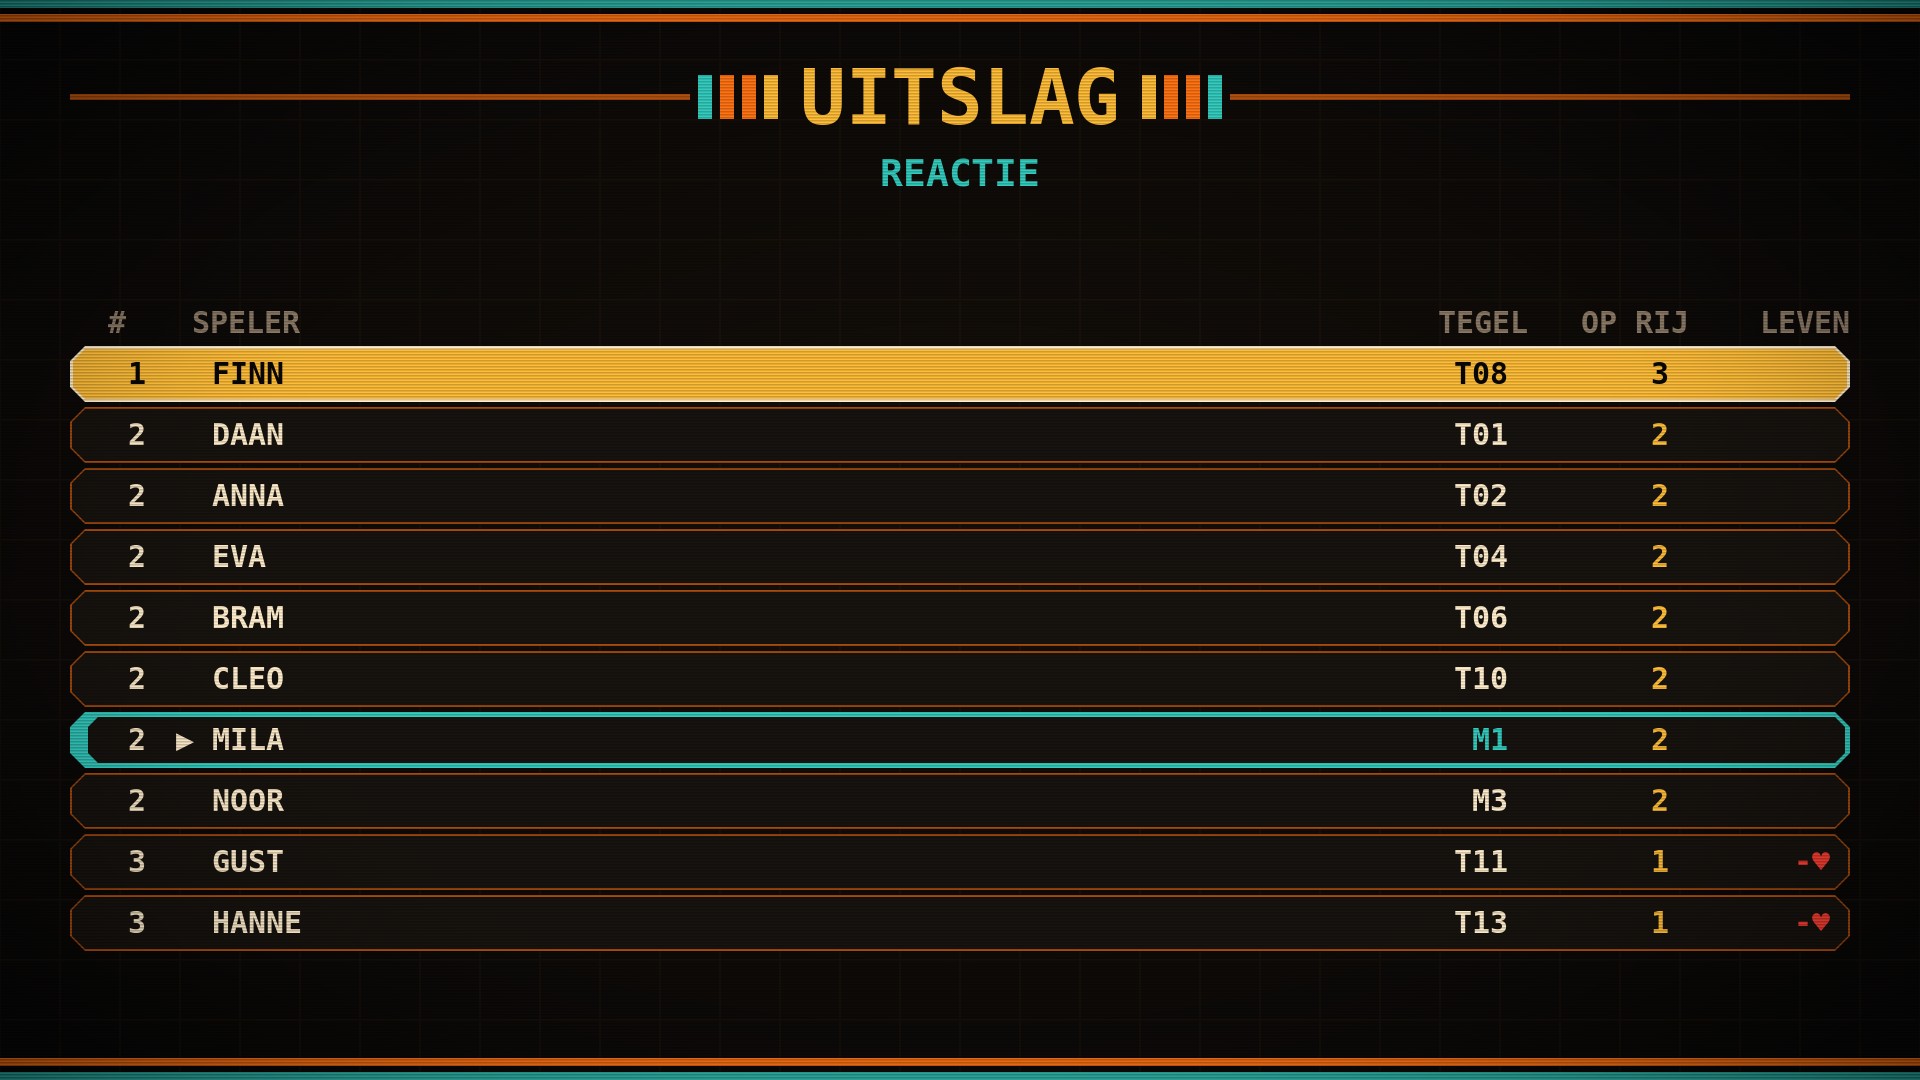 UITSLAG
REACTIE
# SPELER TEGEL OP RIJ LEVEN
1 FINN T08 3
2 DAAN T01 2
2 ANNA T02 2
2 EVA T04 2
2 BRAM T06 2
2 CLEO T10 2
2 ▶ MILA M1 2
2 NOOR M3 2
3 GUST T11 1 -♥
3 HANNE T13 1 -♥